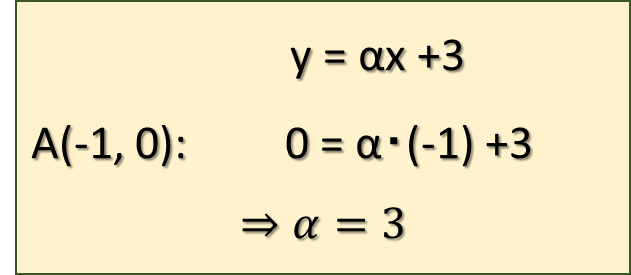 y = αx +3
A(-1, 0): 0 = α·(-1) +3
⇒ α = 3